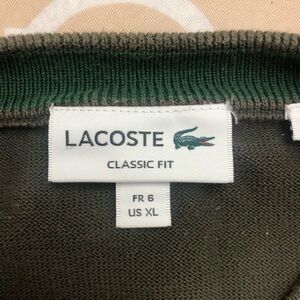 LACOSTE
CLASSIC FIT
FR 6
US XL